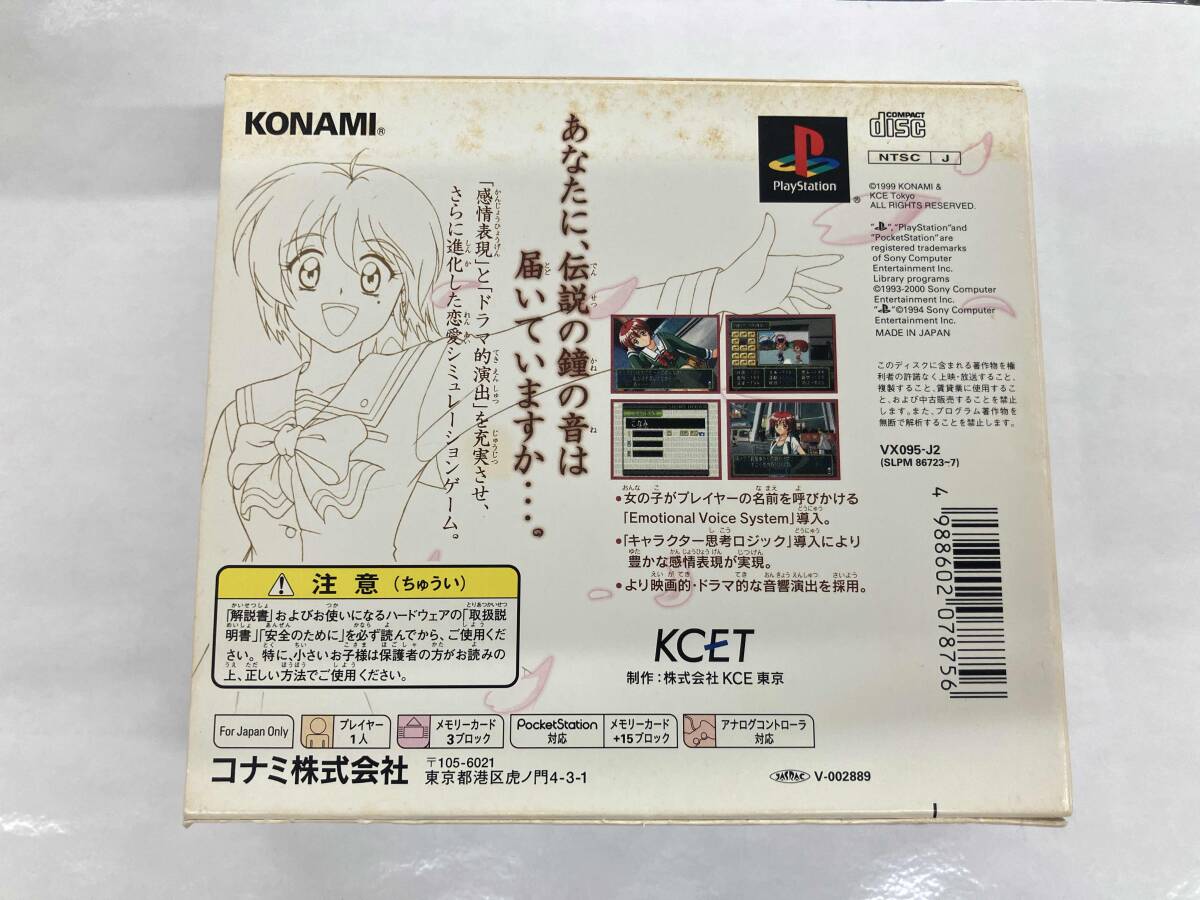 KONAMI®
あなたに、伝説の鐘の音は
届いていますか…。
「感情表現」と「ドラマ的演出」を充実させ、
さらに進化した恋愛シミュレーションゲーム。
PlayStation
®
COMPACT
disc
NTSC J
©1999 KONAMI &
KCE Tokyo
ALL RIGHTS RESERVED.
" ", "PlayStation" and
"PocketStation" are
registered trademarks
of Sony Computer
Entertainment Inc.
Library programs
©1993-2000 Sony Computer
Entertainment Inc.
" " ©1994 Sony Computer
Entertainment Inc.
MADE IN JAPAN
このディスクに含まれる著作物を権
利者の許諾なく上映・放送すること、
複製すること、賃貸業に使用するこ
と、および中古販売することを禁止
します。また、プログラム著作物を
無断で解析することを禁止します。
VX095-J2
(SLPM 86723~7)
4 988602 078756
こなみ
●女の子がプレイヤーの名前を呼びかける
「Emotional Voice System」導入。
●「キャラクター思考ロジック」導入により
豊かな感情表現が実現。
●より映画的・ドラマ的な音響演出を採用。
KCET
制作：株式会社 KCE 東京
注意（ちゅうい）
「解説書」およびお使いになるハードウェアの「取扱説
明書」「安全のために」を必ず読んでから、ご使用くだ
さい。特に、小さいお子様は保護者の方がお読みの
上、正しい方法でご使用ください。
For Japan Only
プレイヤー
1人
メモリーカード
3ブロック
PocketStation
対応
メモリーカード
+15ブロック
アナログコントローラ
対応
コナミ株式会社
〒105-6021
東京都港区虎ノ門4-3-1
JASRAC
V-002889